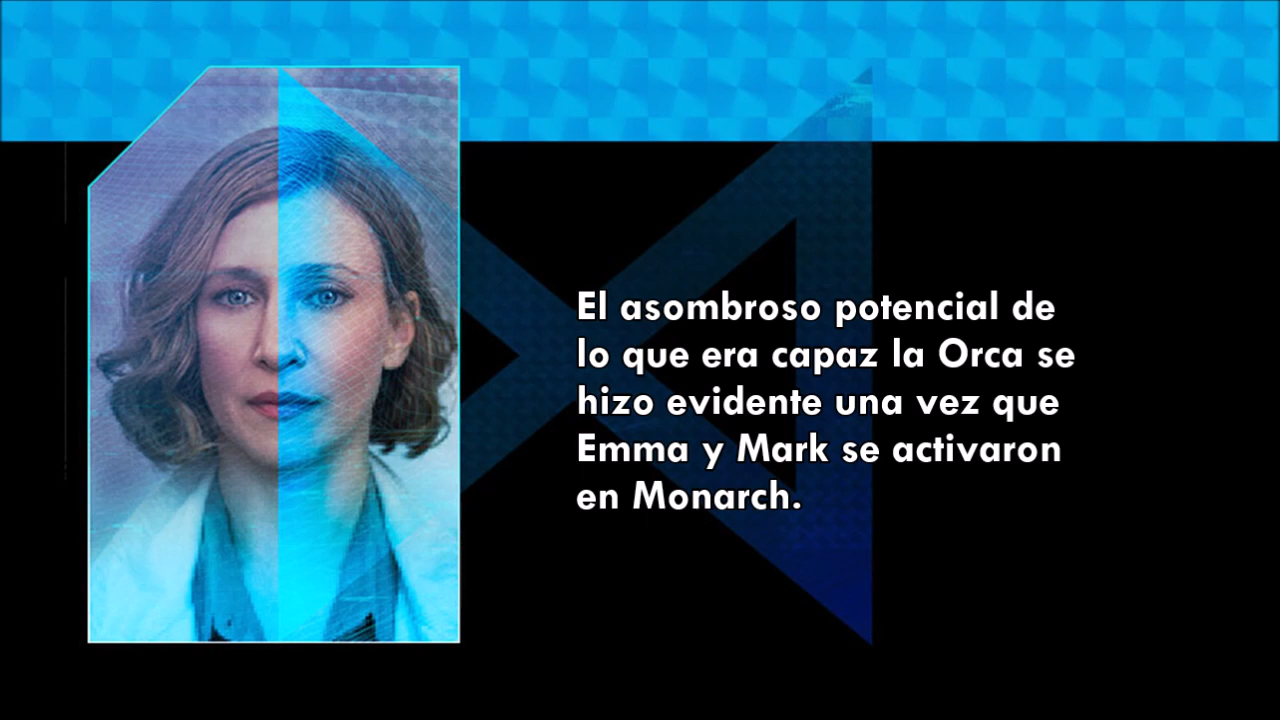 El asombroso potencial de
lo que era capaz la Orca se
hizo evidente una vez que
Emma y Mark se activaron
en Monarch.